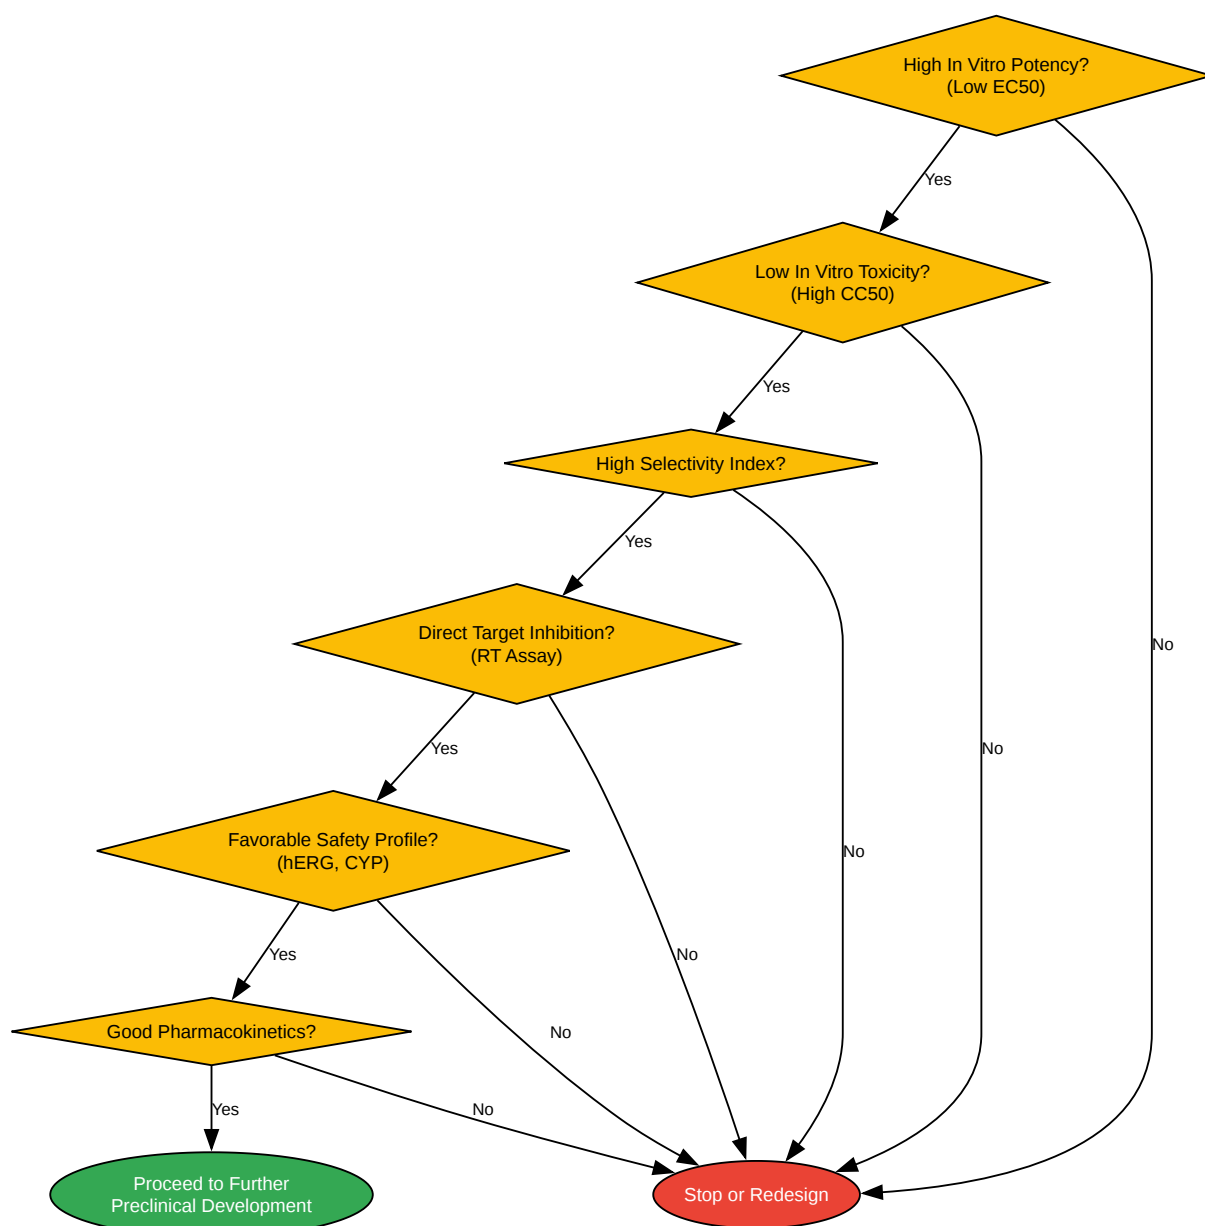 High In Vitro Potency?
(Low EC50)
Yes
Low In Vitro Toxicity?
(High CC50)
Yes
High Selectivity Index?
Yes
Direct Target Inhibition?
(RT Assay)
No
Yes
No
Favorable Safety Profile?
(hERG, CYP)
No
Yes
No
Good Pharmacokinetics?
No
Yes
No
Proceed to Further
Preclinical Development
Stop or Redesign